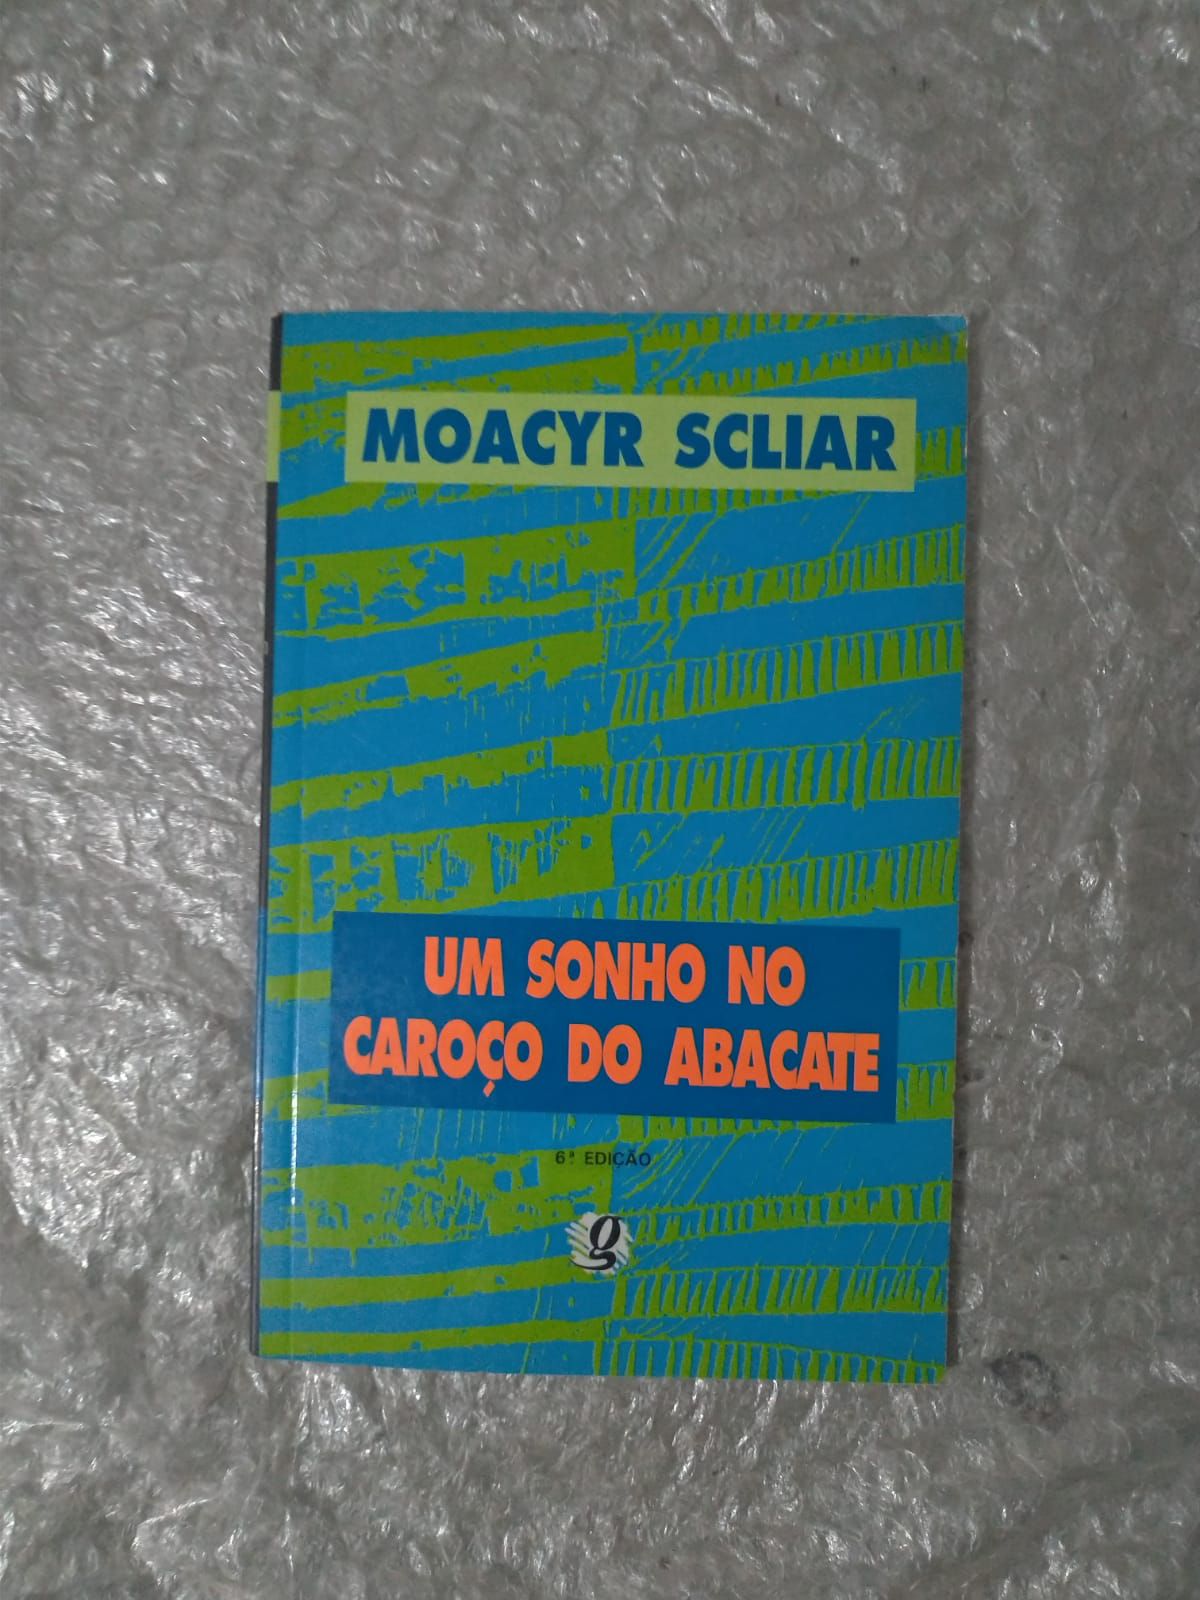 MOACYR SCLIAR
UM SONHO NO
CAROÇO DO ABACATE
6ª EDIÇÃO
g